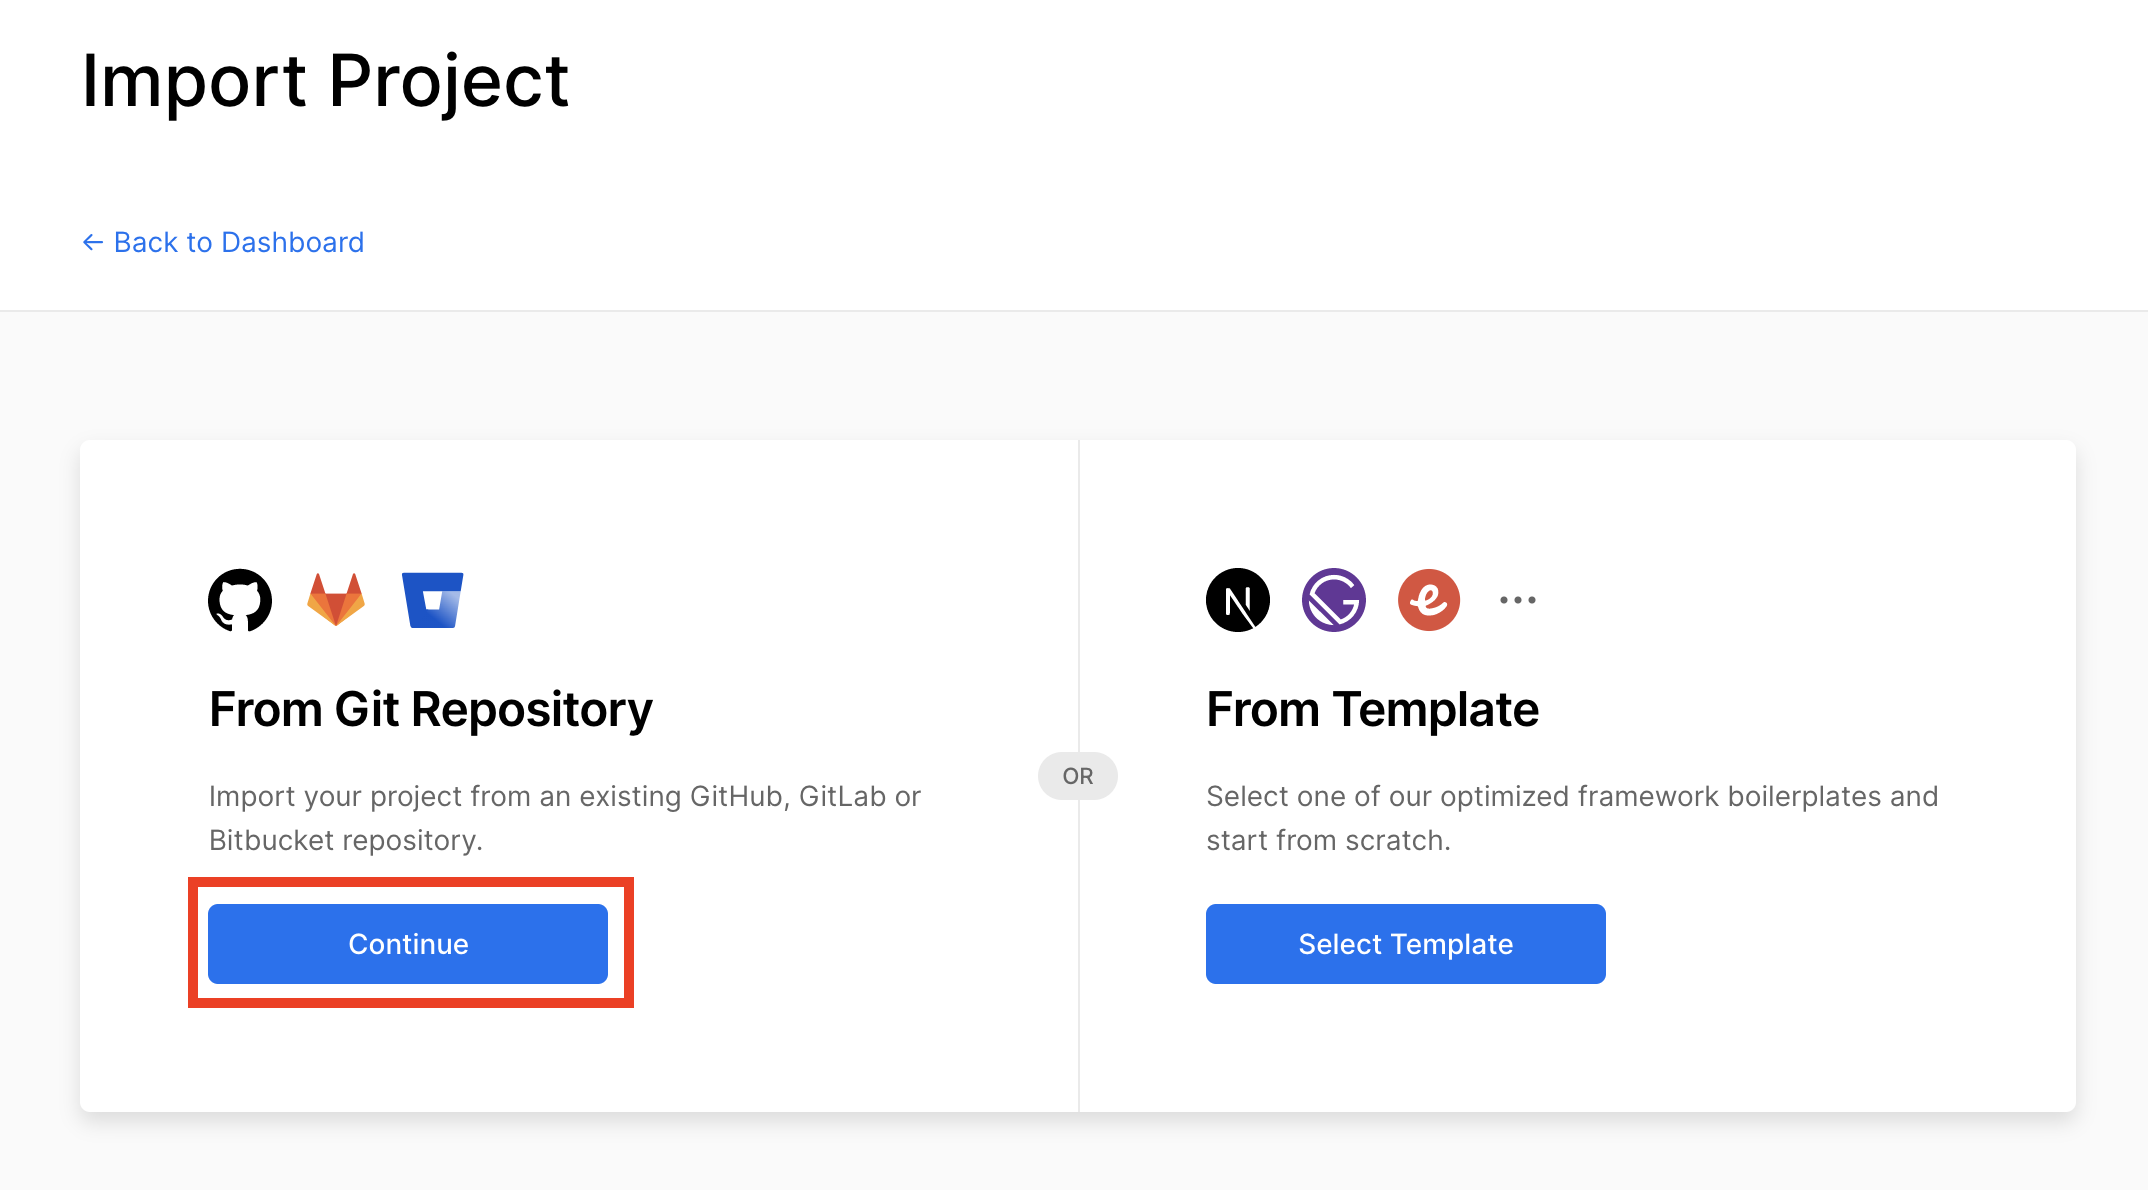 Import Project
← Back to Dashboard
From Git Repository
Import your project from an existing GitHub, GitLab or
Bitbucket repository.
Continue
OR
From Template
Select one of our optimized framework boilerplates and
start from scratch.
Select Template